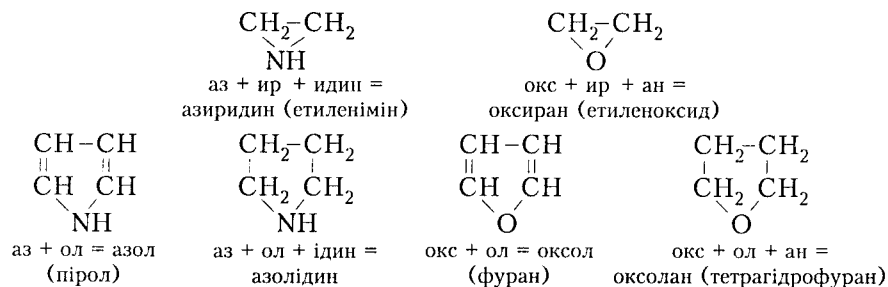 CH₂–CH₂ CH₂–CH₂
NH O
аз + ир + идин = окс + ир + ан =
азиридин (етиленімін) оксиран (етиленоксид)
CH–CH CH₂–CH₂ CH–CH CH₂–CH₂
CH CH CH₂ CH₂ CH CH CH₂ CH₂
NH NH O O
аз + ол = азол аз + ол + ідин = окс + ол = оксол окс + ол + ан =
(пірол) азолідин (фуран) оксолан (тетрагідрофуран)